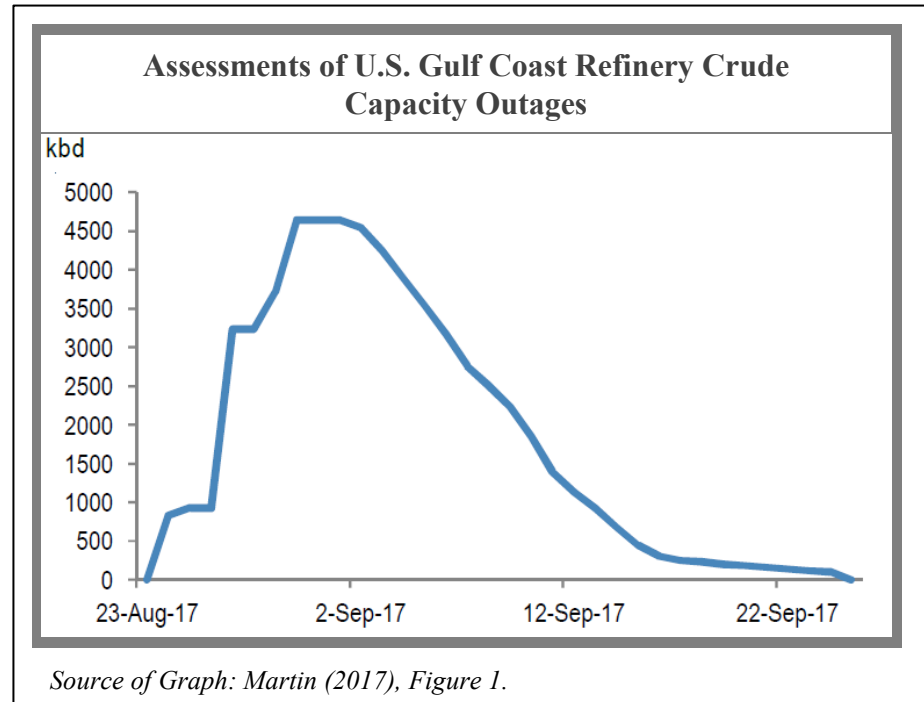 Assessments of U.S. Gulf Coast Refinery Crude
Capacity Outages
kbd
5000
4500
4000
3500
3000
2500
2000
1500
1000
500
0
23-Aug-17 2-Sep-17 12-Sep-17 22-Sep-17
Source of Graph: Martin (2017), Figure 1.